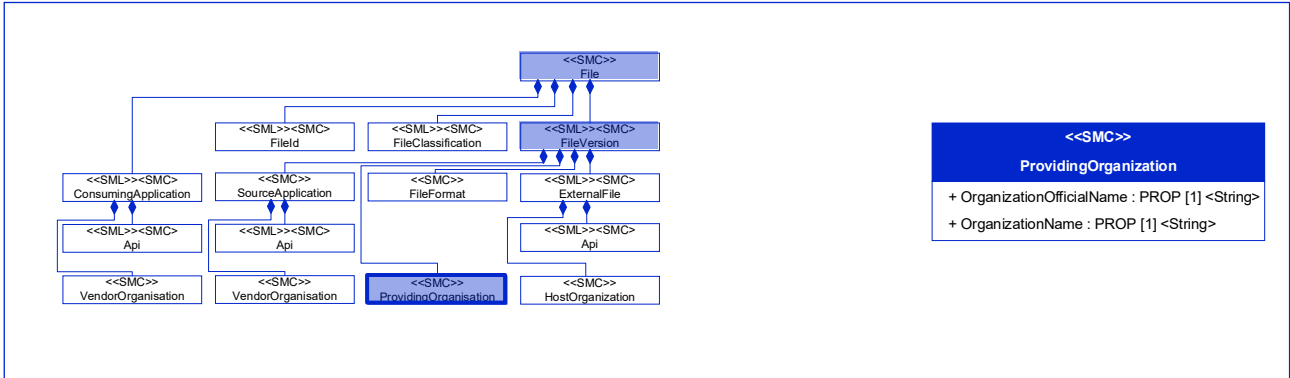 <<SMC>>
File
<<SML>><SMC>
FileId
<<SML>><SMC>
FileClassification
<<SML>><SMC>
FileVersion
<<SML>><SMC>
ConsumingApplication
<<SML>><SMC>
SourceApplication
<<SMC>>
FileFormat
<<SML>><SMC>
ExternalFile
<<SML>><SMC>
Api
<<SML>><SMC>
Api
<<SML>><SMC>
Api
<<SMC>>
VendorOrganisation
<<SMC>>
VendorOrganisation
<<SMC>>
ProvidingOrganisation
<<SMC>>
HostOrganization
<<SMC>>
ProvidingOrganization
+ OrganizationOfficialName : PROP [1] <String>
+ OrganizationName : PROP [1] <String>